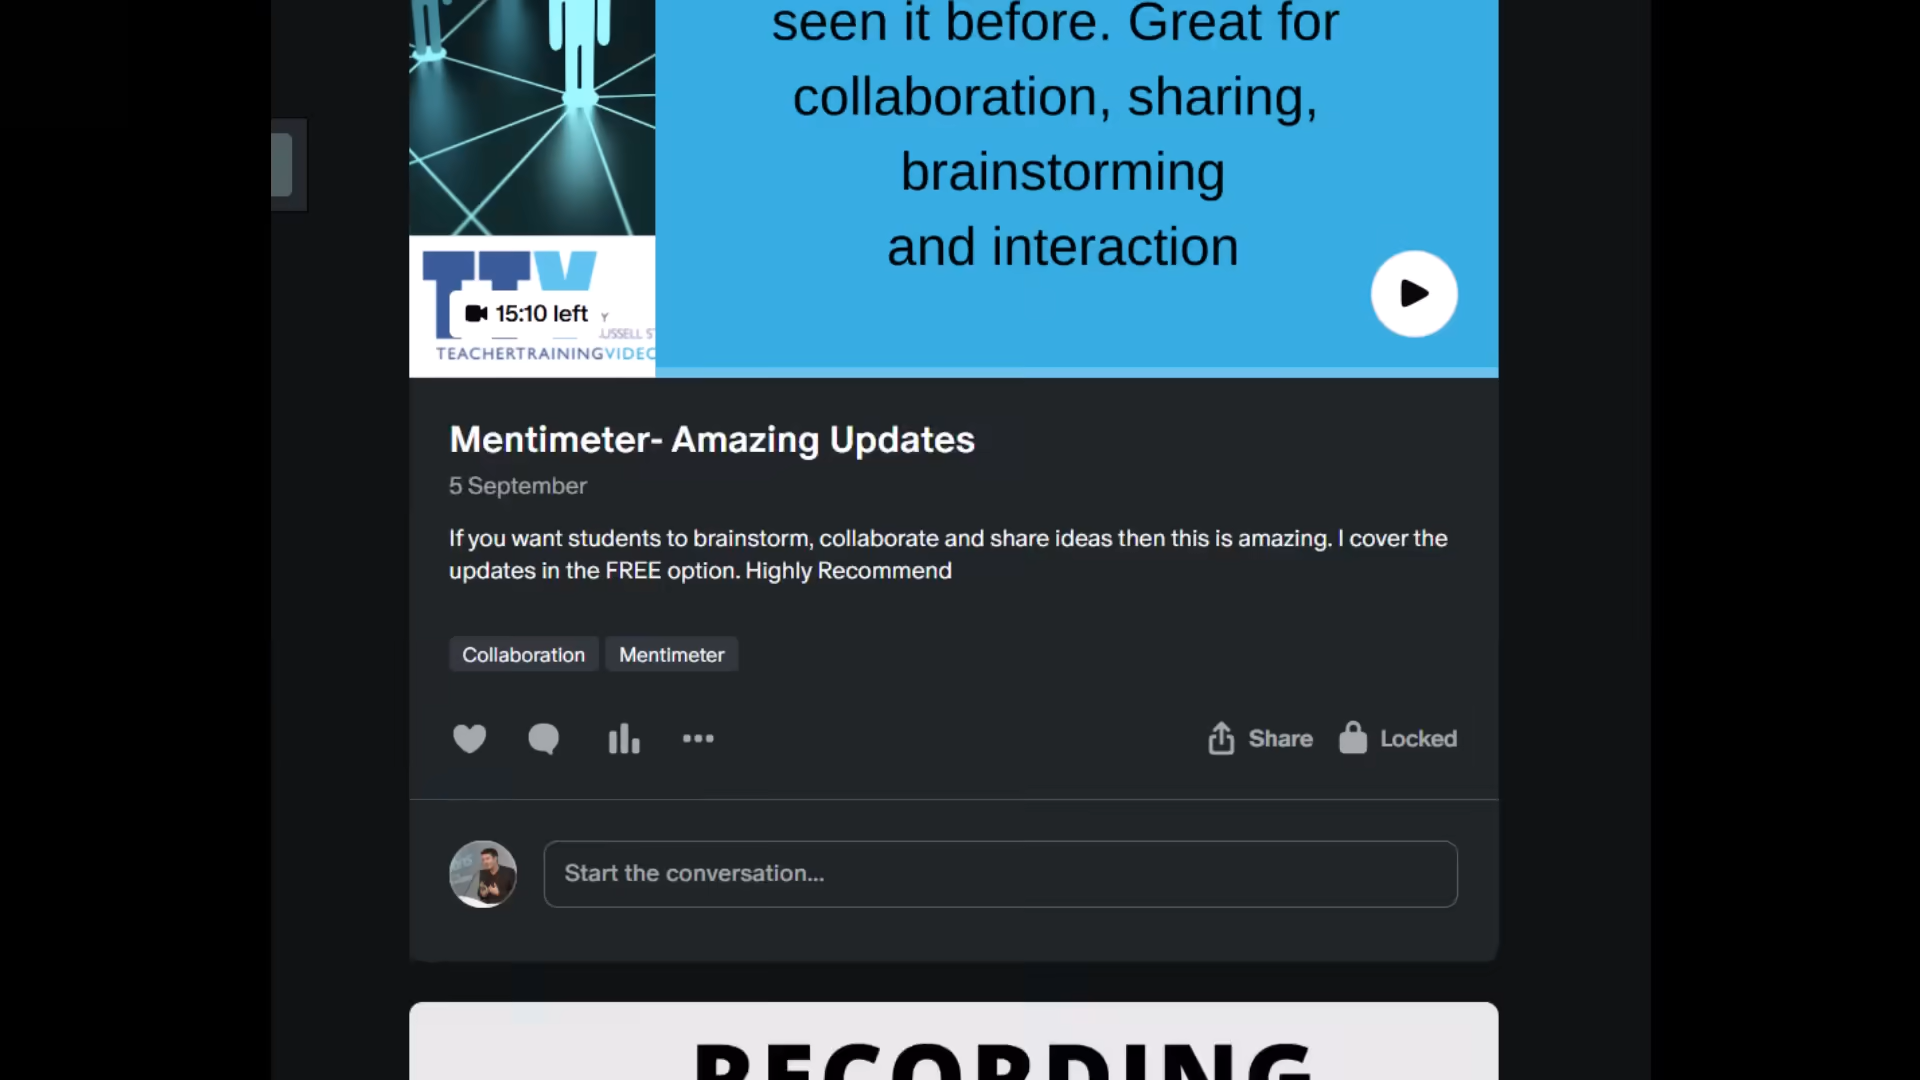 seen it before. Great for
collaboration, sharing,
brainstorming
and interaction
15:10 left
TEACHERTRAININGVIDEO
Mentimeter- Amazing Updates
5 September
If you want students to brainstorm, collaborate and share ideas then this is amazing. I cover the
updates in the FREE option. Highly Recommend
Collaboration Mentimeter
Share Locked
Start the conversation...
RECORDING